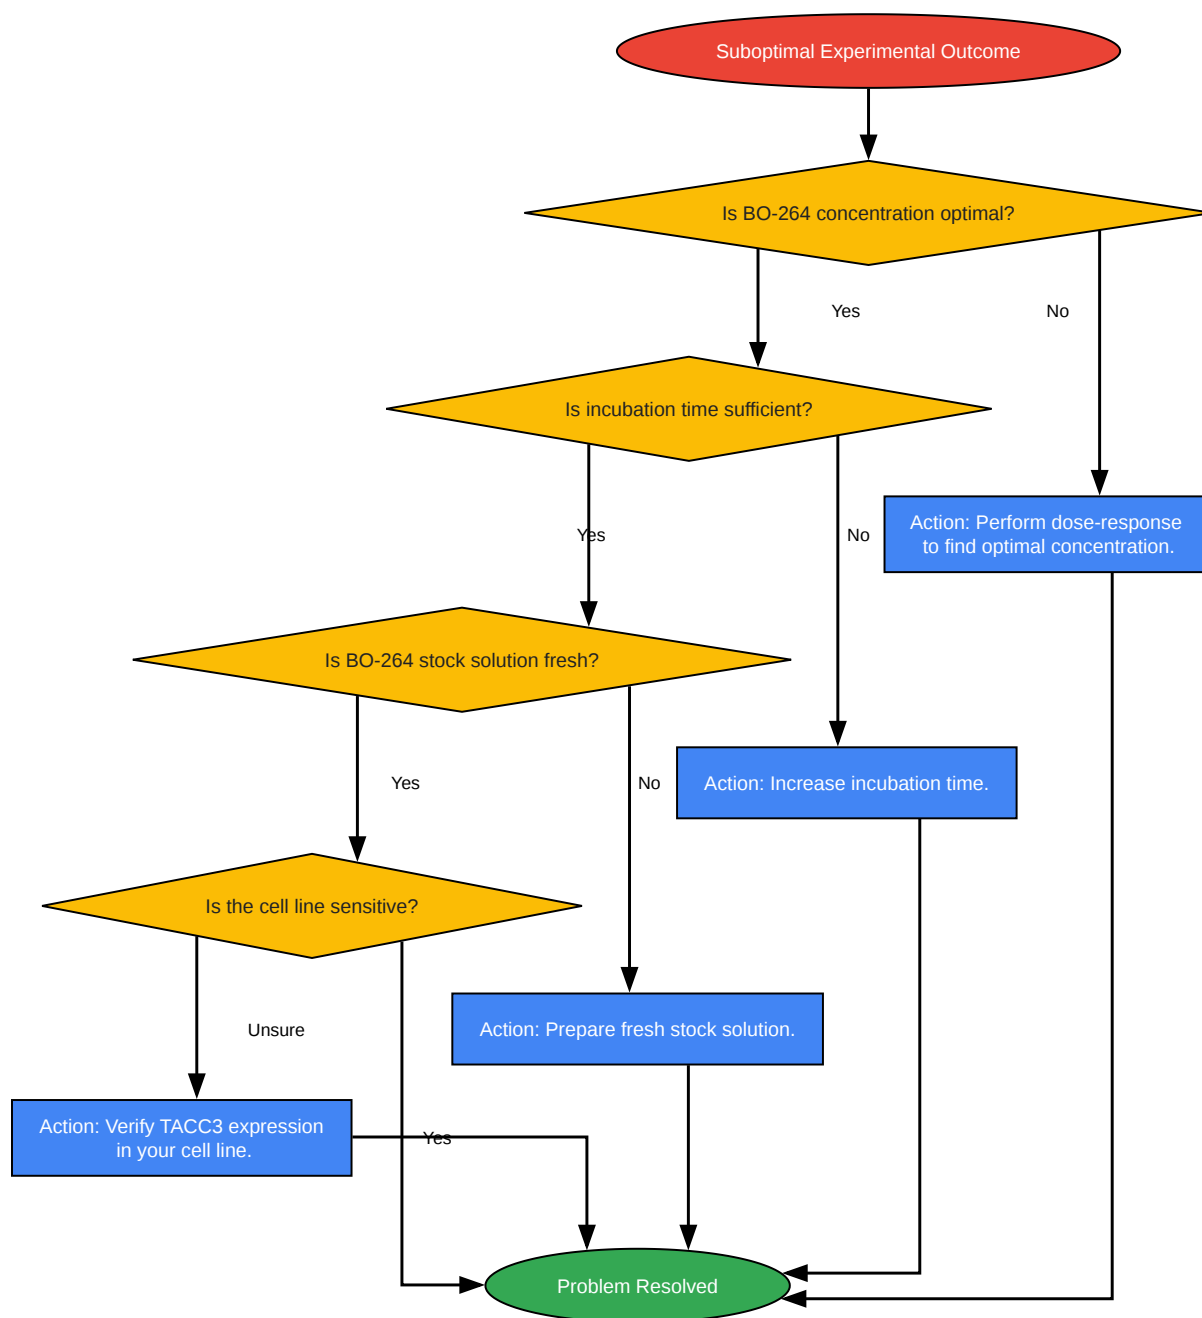 Suboptimal Experimental Outcome
Is BO-264 concentration optimal?
Yes
No
Is incubation time sufficient?
Action: Perform dose-response
to find optimal concentration.
Yes
No
Is BO-264 stock solution fresh?
Yes
No
Action: Increase incubation time.
Is the cell line sensitive?
Unsure
Action: Prepare fresh stock solution.
Action: Verify TACC3 expression
in your cell line.
Yes
Problem Resolved